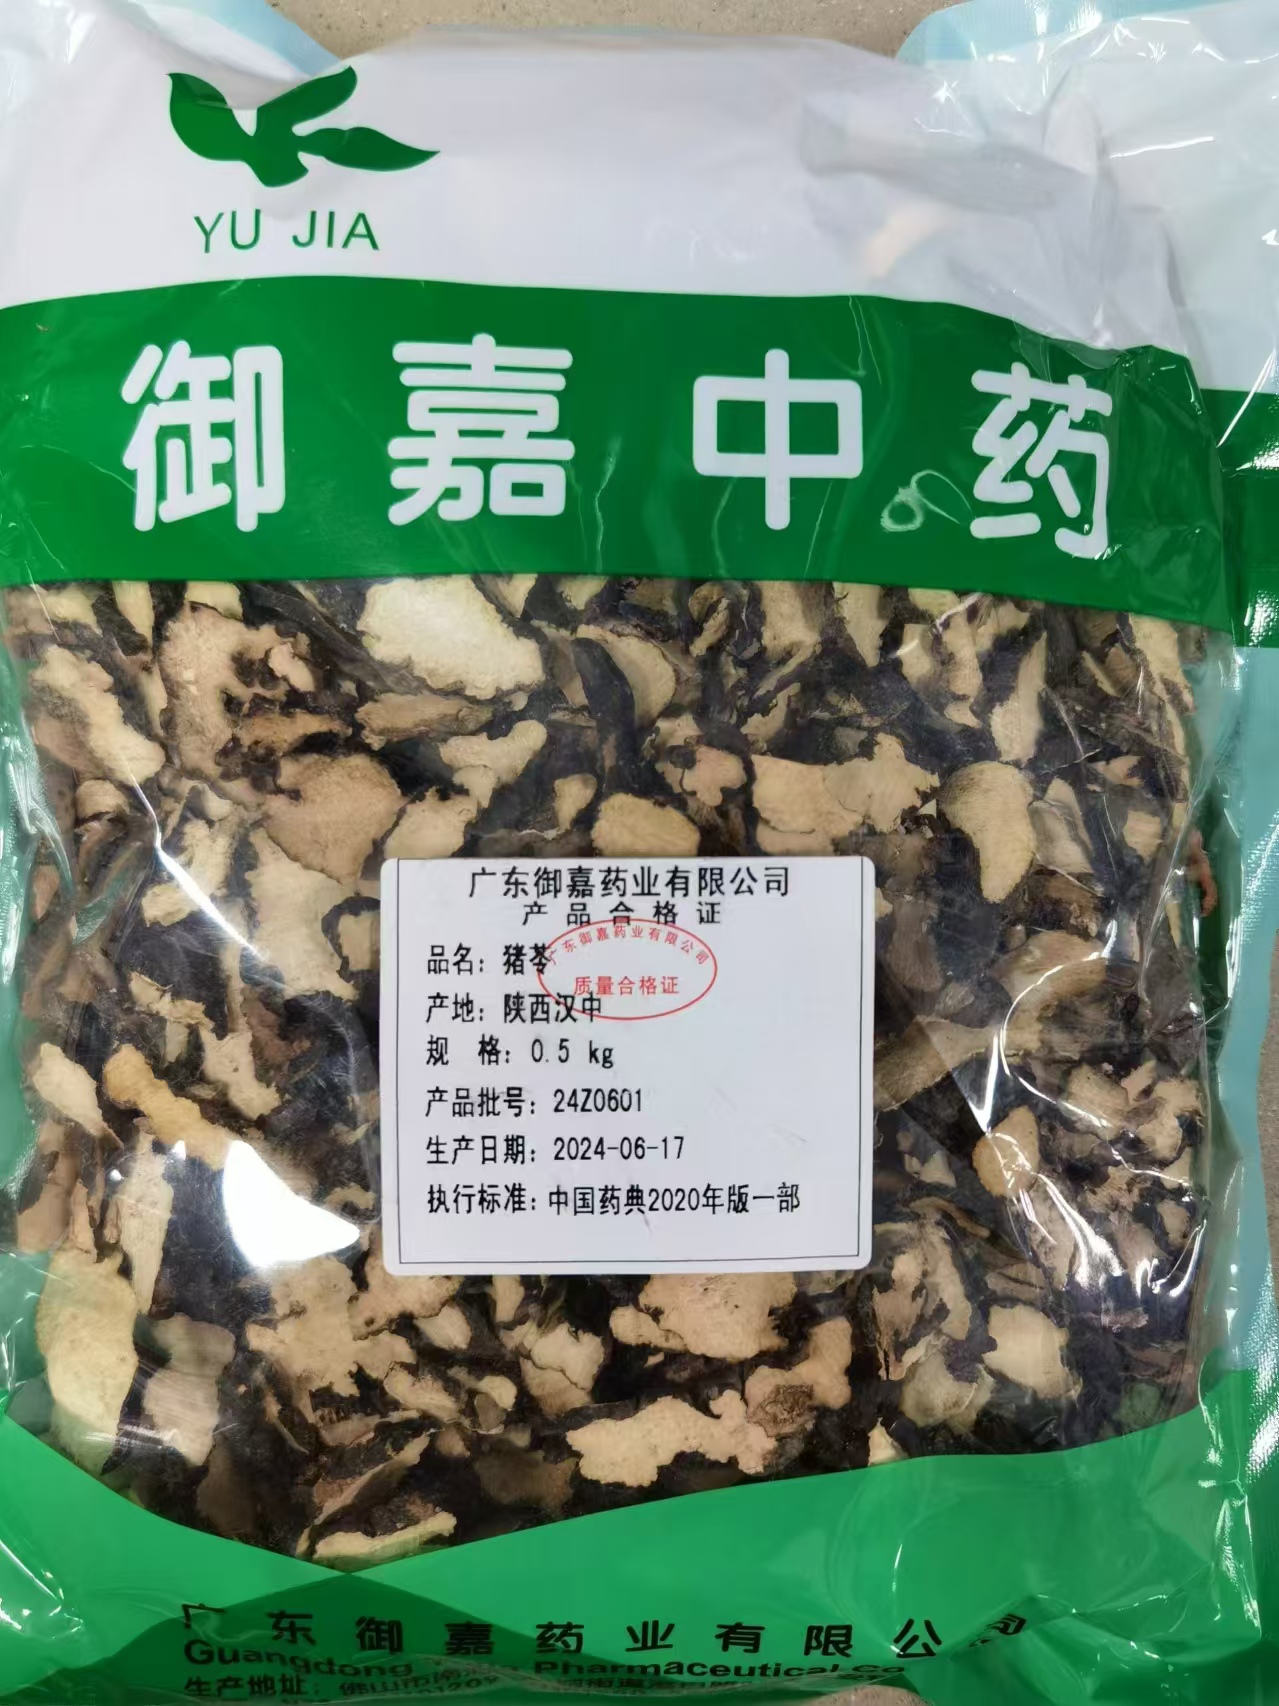 YU JIA
御嘉中药
广东御嘉药业有限公司
产品合格证
广东御嘉药业有限公司
质量合格证
品名：猪苓
产地：陕西汉中
规 格：0.5 kg
产品批号：24Z0601
生产日期：2024-06-17
执行标准：中国药典2020年版一部
广东御嘉药业有限公司
Guangdong Pharmaceutical Co
生产地址：佛山市南